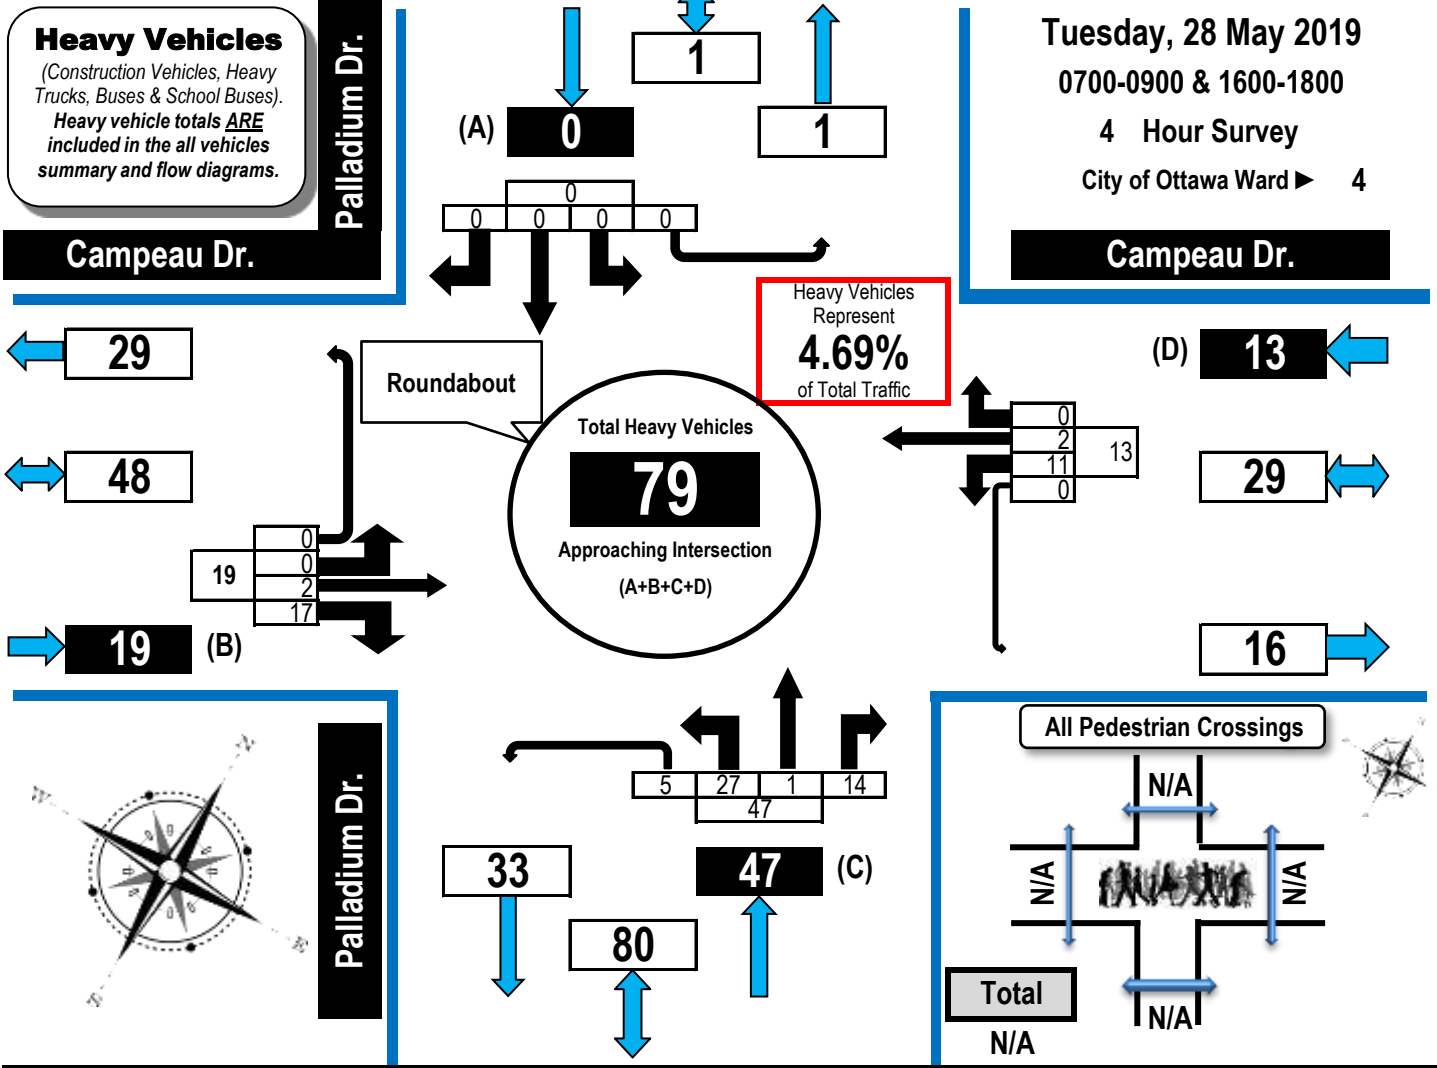 Heavy Vehicles
(Construction Vehicles, Heavy
Trucks, Buses & School Buses).
Heavy vehicle totals ARE
included in the all vehicles
summary and flow diagrams.
Palladium Dr.
Campeau Dr.
1
(A)
0
1
0
0
0
0
0
Tuesday, 28 May 2019
0700-0900 & 1600-1800
4 Hour Survey
City of Ottawa Ward ► 4
Campeau Dr.
Heavy Vehicles
Represent
4.69%
of Total Traffic
29
48
Roundabout
Total Heavy Vehicles
79
Approaching Intersection
(A+B+C+D)
(D)
13
0
2
11
0
13
29
16
0
0
2
17
19
19
(B)
5
27
1
14
47
33
47
(C)
80
Palladium Dr.
N
W
E
All Pedestrian Crossings
N/A
N/A
N/A
N/A
Total
N/A